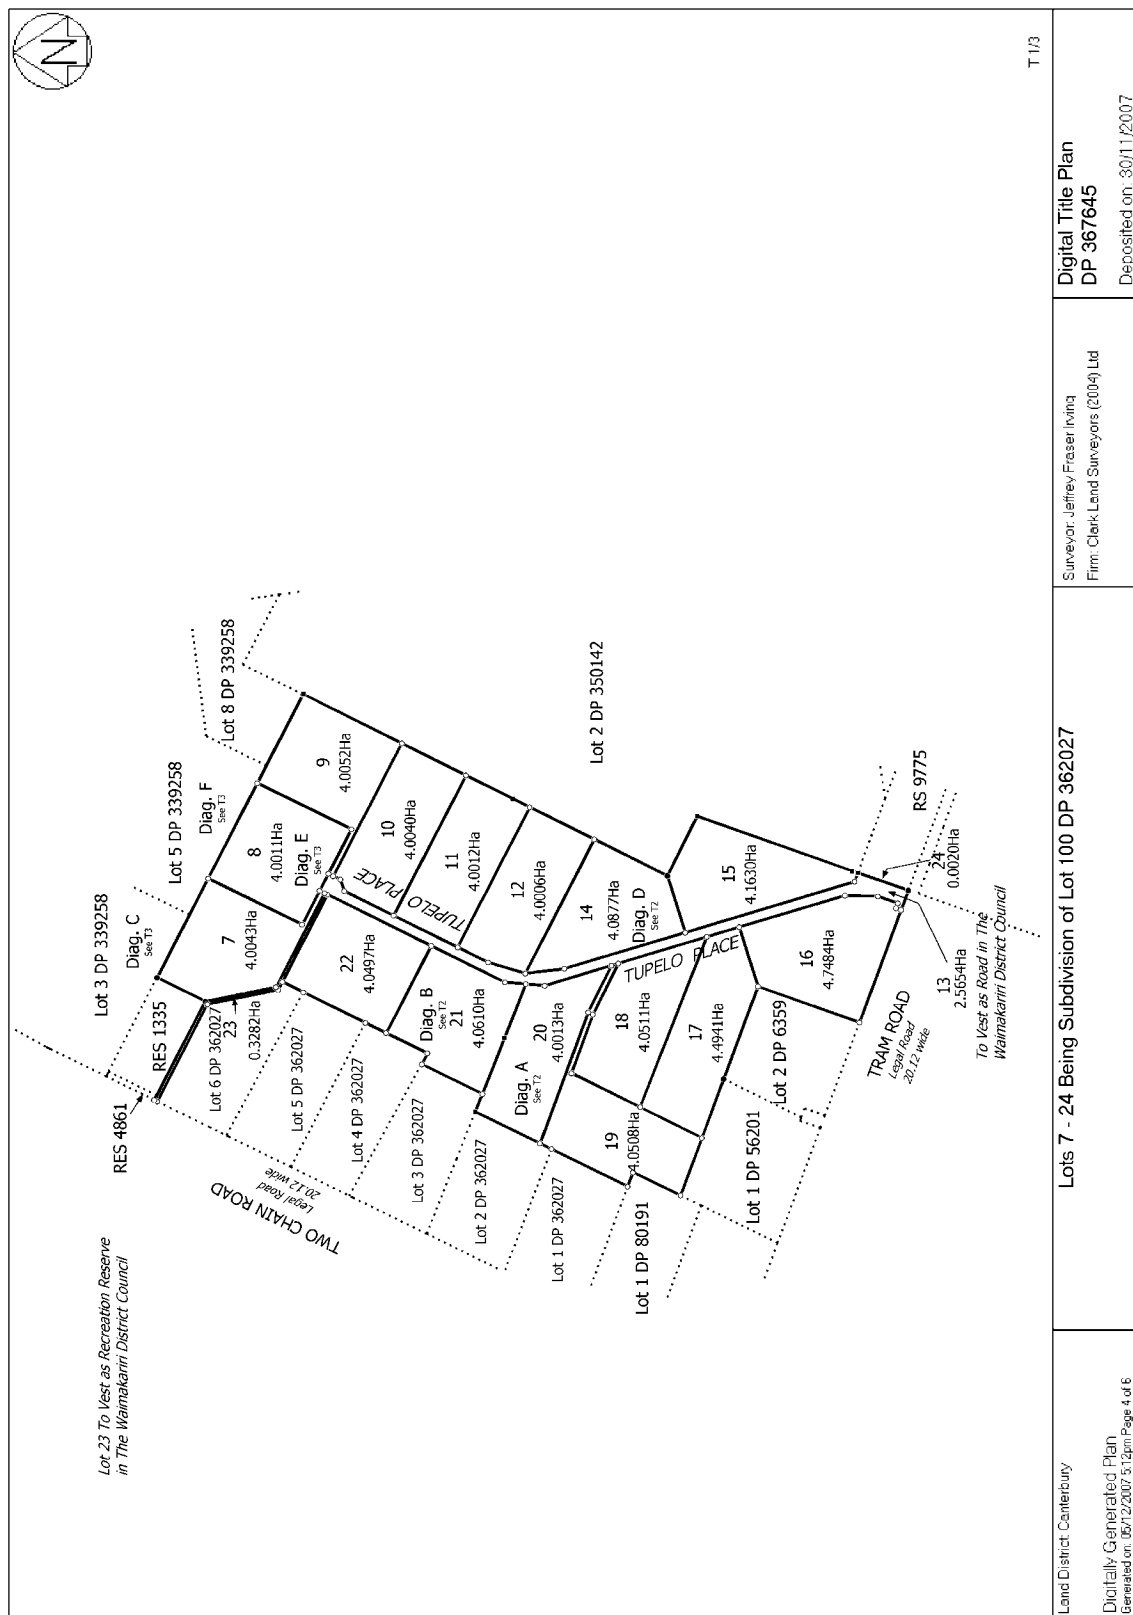 N
T 1/3
Lot 23 To Vest as Recreation Reserve
in The Waimakariri District Council
RES 4861
RES 1335
Lot 3 DP 339258
Diag. C
See T3
Lot 5 DP 339258
Diag. F
See T3
Lot 8 DP 339258
TWO CHAIN ROAD
Legal Road
20.12 wide
Lot 6 DP 362027
23
0.3282Ha
Lot 5 DP 362027
Lot 4 DP 362027
Lot 3 DP 362027
Lot 2 DP 362027
Lot 1 DP 362027
Lot 1 DP 80191
7
4.0043Ha
8
4.0011Ha
Diag. E
See T3
9
4.0052Ha
10
4.0040Ha
11
4.0012Ha
12
4.0006Ha
14
4.0877Ha
Diag. D
See T2
15
4.1630Ha
TUPELO PLACE
22
4.0497Ha
Diag. B
See T2
21
4.0610Ha
Diag. A
See T2
20
4.0013Ha
TUPELO PLACE
18
4.0511Ha
19
4.0508Ha
17
4.4941Ha
16
4.7484Ha
Lot 2 DP 350142
Lot 2 DP 6359
Lot 1 DP 56201
TRAM ROAD
Legal Road
20.12 wide
RS 9775
24
0.0020Ha
13
2.5654Ha
To Vest as Road in The
Waimakariri District Council
Land District: Canterbury
Digitally Generated Plan
Generated on: 05/12/2007 5:12pm Page 4 of 6
Lots 7 - 24 Being Subdivision of Lot 100 DP 362027
Surveyor: Jeffrey Fraser Irving
Firm: Clark Land Surveyors (2004) Ltd
Digital Title Plan
DP 367645
Deposited on: 30/11/2007